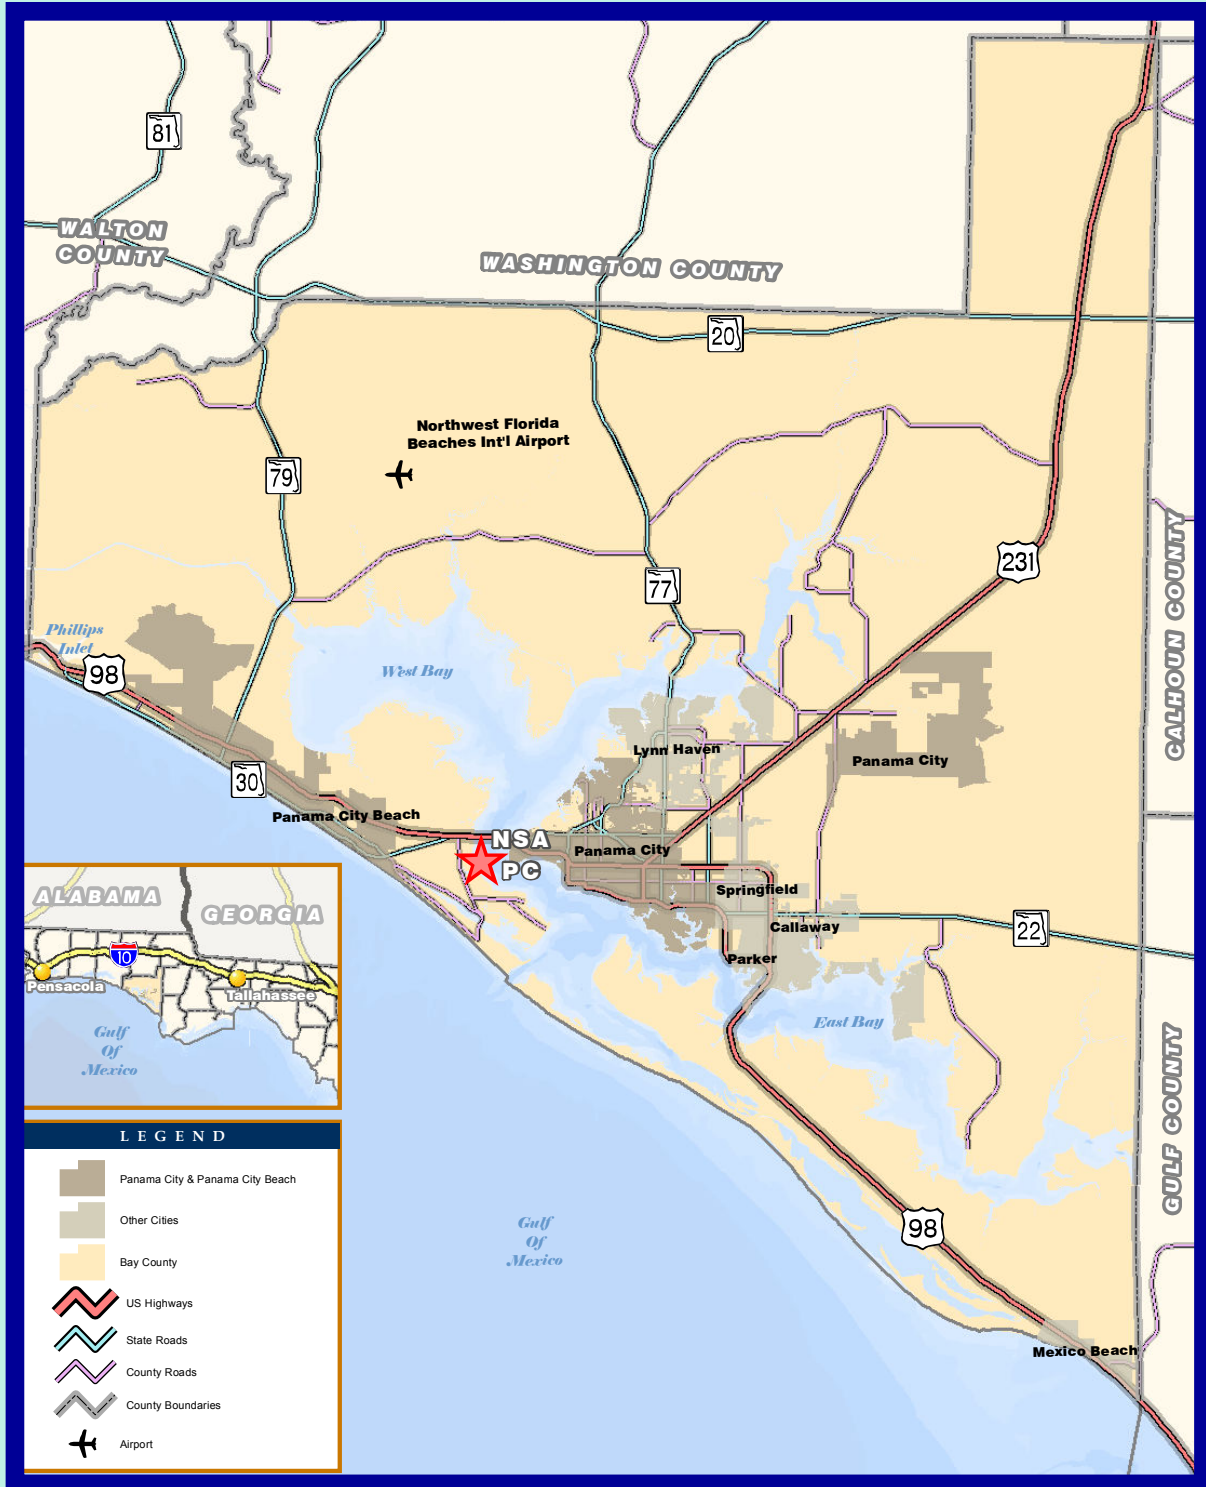 81
WALTON
COUNTY
WASHINGTON COUNTY
20
Northwest Florida
Beaches Int'l Airport
79
77
231
CALHOUN COUNTY
Phillips
Inlet
98
West Bay
Lynn Haven
Panama City
30
Panama City Beach
NSA
PC
Panama City
Springfield
Callaway
22
Parker
East Bay
GULF COUNTY
ALABAMA
GEORGIA
10
Pensacola
Tallahassee
Gulf
Of
Mexico
LEGEND
Panama City & Panama City Beach
Other Cities
Bay County
US Highways
State Roads
County Roads
County Boundaries
Airport
Gulf
Of
Mexico
98
Mexico Beach